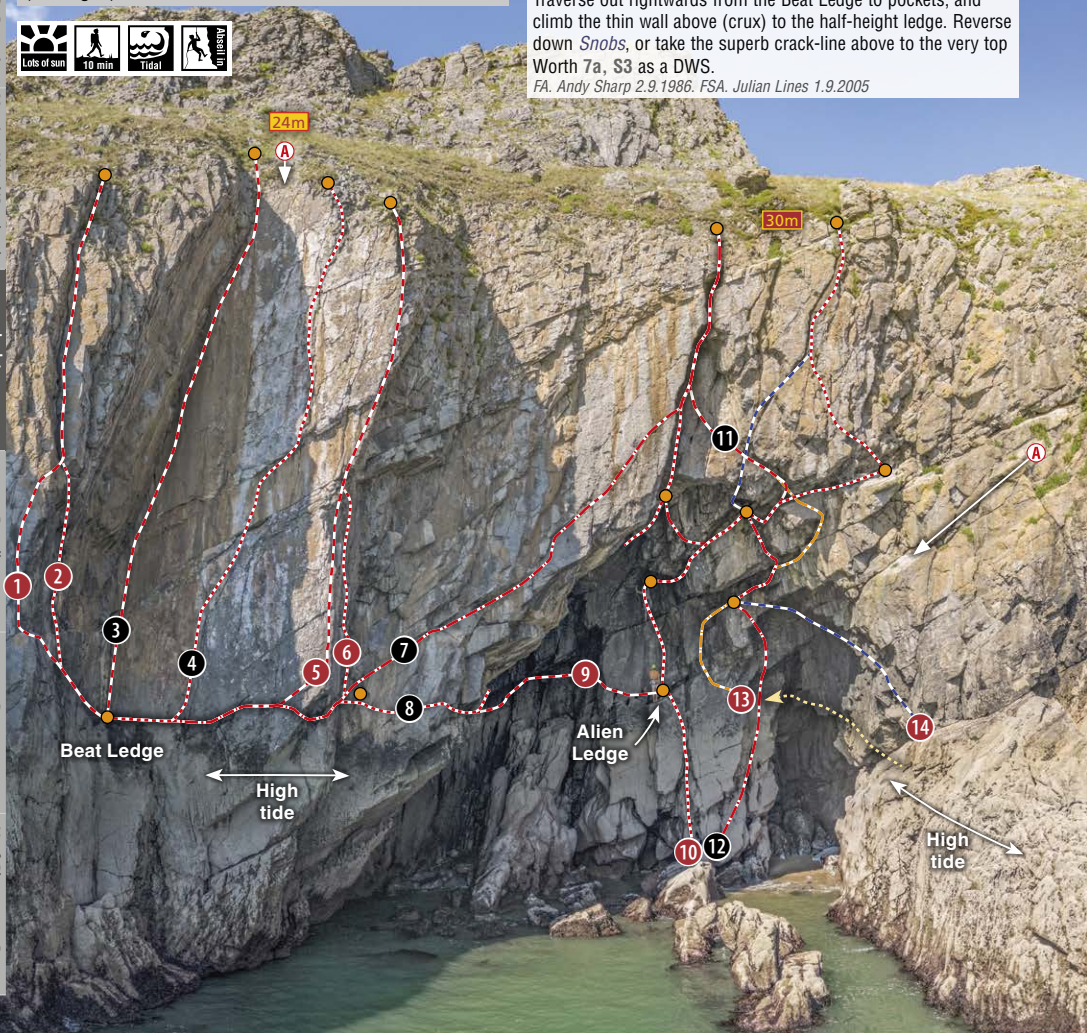 Traverse out rightwards from the Beat Ledge to pockets, and
climb the thin wall above (crux) to the half-height ledge. Reverse
down Snobs, or take the superb crack-line above to the very top
Worth 7a, S3 as a DWS.
FA. Andy Sharp 2.9.1986. FSA. Julian Lines 1.9.2005
Lots of sun
10 min
Tidal
Abseil in
24m
A
30m
11
A
1
2
3
4
5
6
7
8
9
13
14
Beat Ledge
Alien
Ledge
High
tide
10
12
High
tide